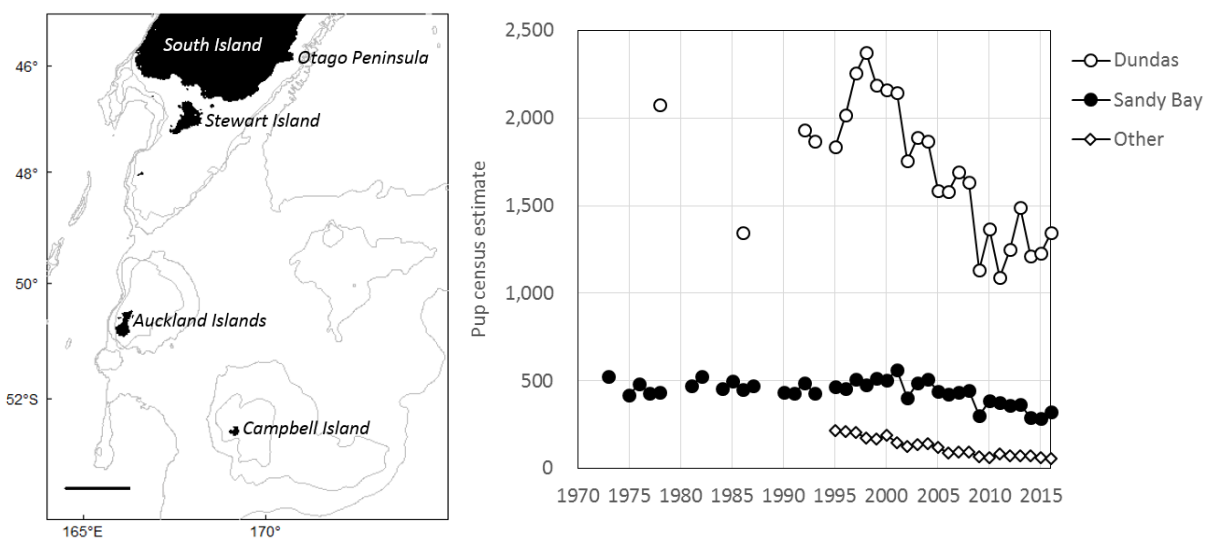 South Island
Otago Peninsula
46°
Stewart Island
48°
50°
Auckland Islands
52°S
Campbell Island
165°E 170°
Pup census estimate
2,500
2,000
1,500
1,000
500
0
1970 1975 1980 1985 1990 1995 2000 2005 2010 2015
Dundas
Sandy Bay
Other